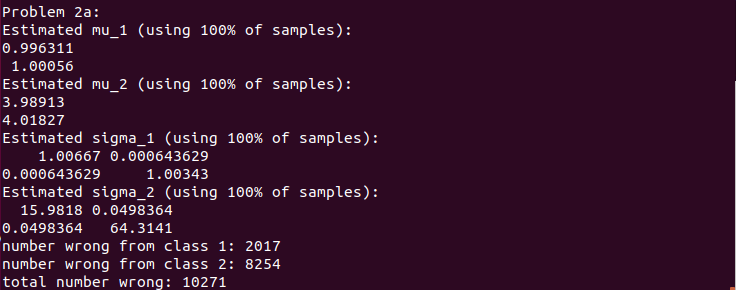 Problem 2a:
Estimated mu_1 (using 100% of samples):
0.996311
1.00056
Estimated mu_2 (using 100% of samples):
3.98913
4.01827
Estimated sigma_1 (using 100% of samples):
1.00667 0.000643629
0.000643629 1.00343
Estimated sigma_2 (using 100% of samples):
15.9818 0.0498364
0.0498364 64.3141
number wrong from class 1: 2017
number wrong from class 2: 8254
total number wrong: 10271